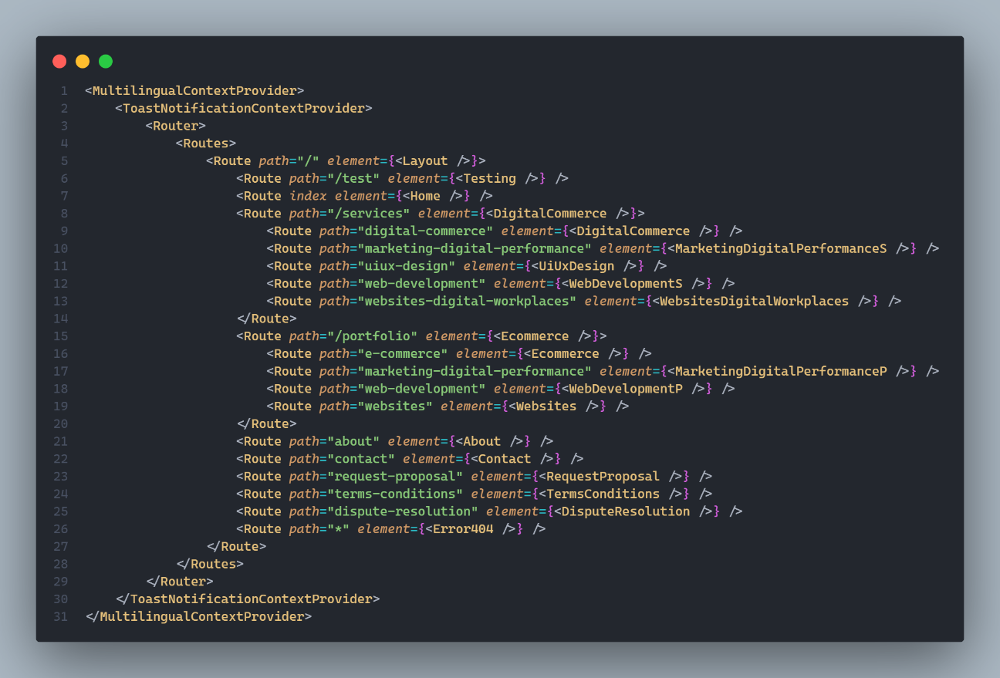 1 <MultilingualContextProvider>
2     <ToastNotificationContextProvider>
3         <Router>
4             <Routes>
5                 <Route path="/" element={<Layout />}>
6                     <Route path="/test" element={<Testing />} />
7                     <Route index element={<Home />} />
8                     <Route path="/services" element={<DigitalCommerce />}>
9                         <Route path="digital-commerce" element={<DigitalCommerce />} />
10                         <Route path="marketing-digital-performance" element={<MarketingDigitalPerformanceS />} />
11                         <Route path="uiux-design" element={<UiUxDesign />} />
12                         <Route path="web-development" element={<WebDevelopmentS />} />
13                         <Route path="websites-digital-workplaces" element={<WebsitesDigitalWorkplaces />} />
14                     </Route>
15                     <Route path="/portfolio" element={<Ecommerce />}>
16                         <Route path="e-commerce" element={<Ecommerce />} />
17                         <Route path="marketing-digital-performance" element={<MarketingDigitalPerformanceP />} />
18                         <Route path="web-development" element={<WebDevelopmentP />} />
19                         <Route path="websites" element={<Websites />} />
20                     </Route>
21                     <Route path="about" element={<About />} />
22                     <Route path="contact" element={<Contact />} />
23                     <Route path="request-proposal" element={<RequestProposal />} />
24                     <Route path="terms-conditions" element={<TermsConditions />} />
25                     <Route path="dispute-resolution" element={<DisputeResolution />} />
26                     <Route path="*" element={<Error404 />} />
27                 </Route>
28             </Routes>
29         </Router>
30     </ToastNotificationContextProvider>
31 </MultilingualContextProvider>